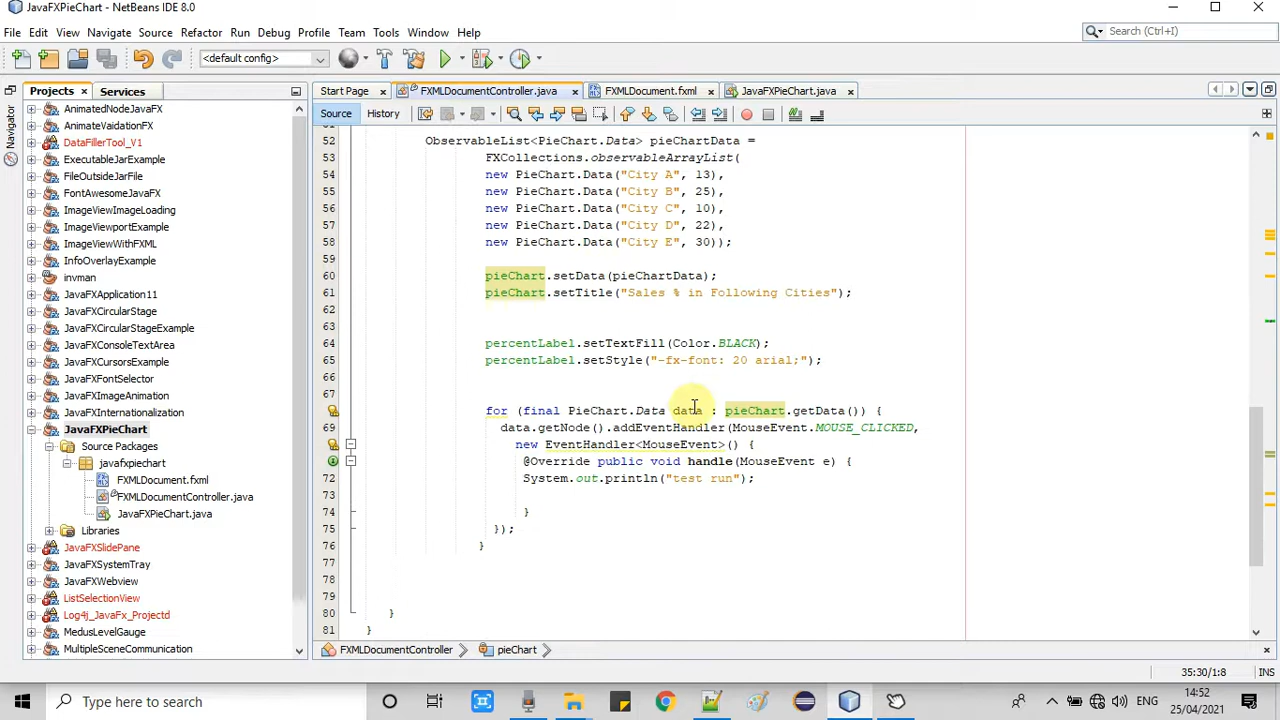 JavaFXPieChart - NetBeans IDE 8.0
File Edit View Navigate Source Refactor Run Debug Profile Team Tools Window Help
Search (Ctrl+I)
<default config>
Projects Services
Start Page FXMLDocumentController.java FXMLDocument.fxml JavaFXPieChart.java
Source History
Navigator
AnimatedNodeJavaFX
AnimateVaidationFX
DataFillerTool_V1
ExecutableJarExample
FileOutsideJarFile
FontAwesomeJavaFX
ImageViewImageLoading
ImageViewportExample
ImageViewWithFXML
InfoOverlayExample
invman
JavaFXApplication11
JavaFXCircularStage
JavaFXCircularStageExample
JavaFXConsoleTextArea
JavaFXCursorsExample
JavaFXFontSelector
JavaFXImageAnimation
JavaFXInternationalization
JavaFXPieChart
Source Packages
javafxpiechart
FXMLDocument.fxml
FXMLDocumentController.java
JavaFXPieChart.java
Libraries
JavaFXSlidePane
JavaFXSystemTray
JavaFXWebview
ListSelectionView
Log4j_JavaFx_Projectd
MedusLevelGauge
MultipleSceneCommunication
52 ObservableList<PieChart.Data> pieChartData =
53 FXCollections.observableArrayList(
54 new PieChart.Data("City A", 13),
55 new PieChart.Data("City B", 25),
56 new PieChart.Data("City C", 10),
57 new PieChart.Data("City D", 22),
58 new PieChart.Data("City E", 30));
59
60 pieChart.setData(pieChartData);
61 pieChart.setTitle("Sales % in Following Cities");
62
63
64 percentLabel.setTextFill(Color.BLACK);
65 percentLabel.setStyle("-fx-font: 20 arial;");
66
67
for (final PieChart.Data data : pieChart.getData()) {
69 data.getNode().addEventHandler(MouseEvent.MOUSE_CLICKED,
new EventHandler<MouseEvent>() {
@Override public void handle(MouseEvent e) {
72 System.out.println("test run");
73
74 }
75 });
76 }
77
78
79
80 }
81 }
FXMLDocumentController pieChart
35:30/1:8 INS
Type here to search
ENG
14:52
25/04/2021